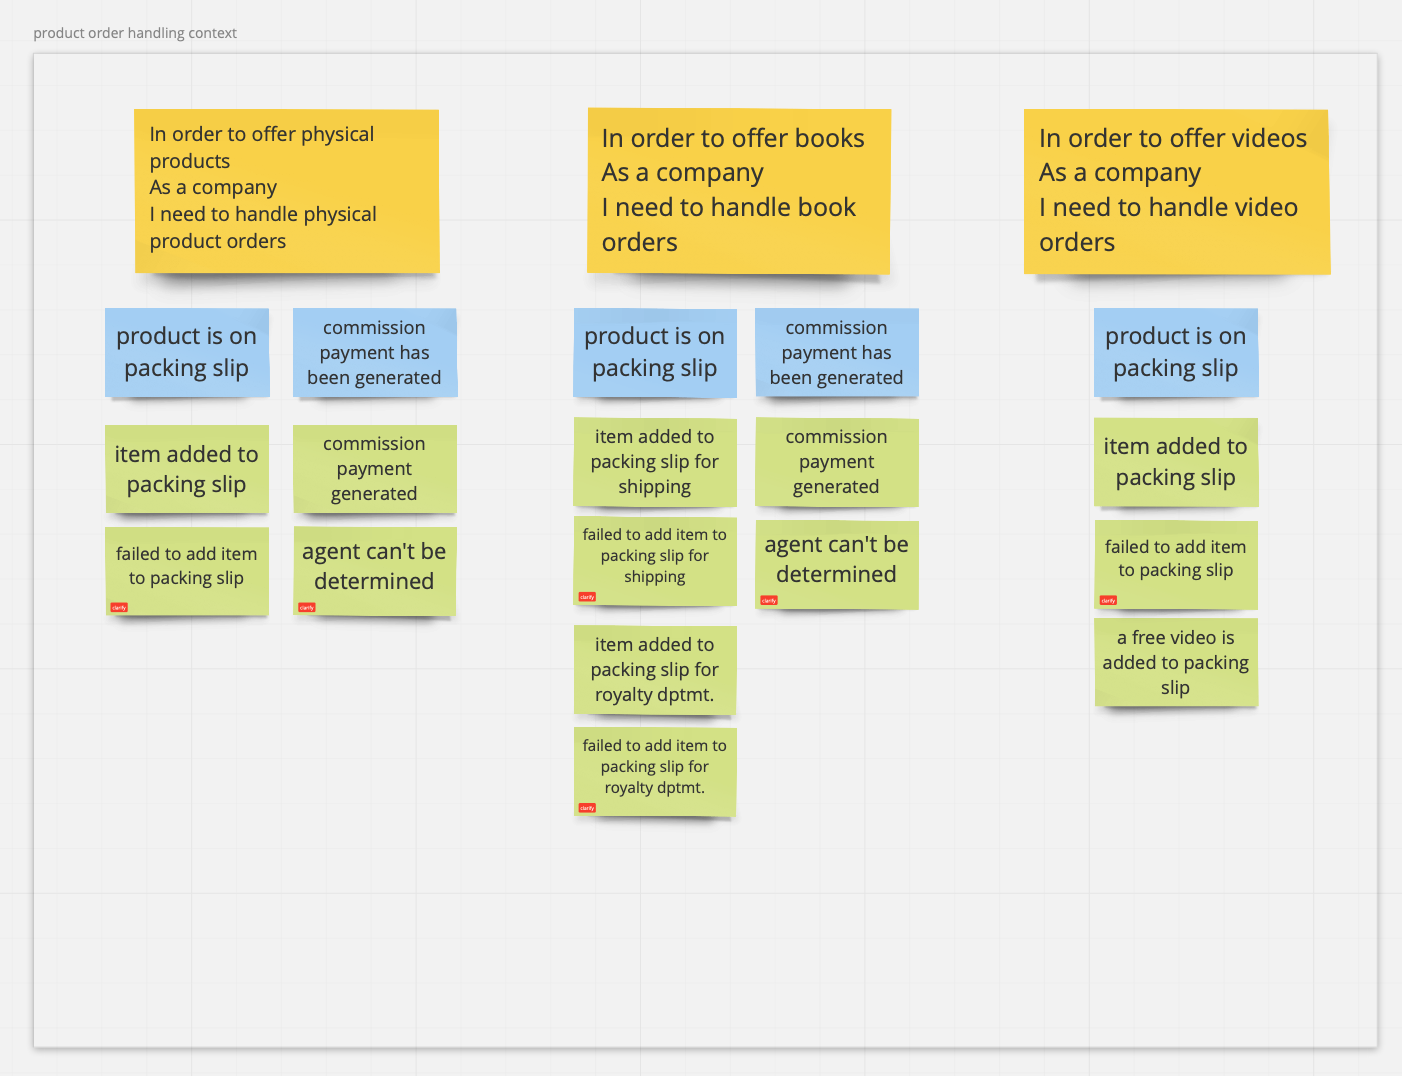 product order handling context
In order to offer physical
products
As a company
I need to handle physical
product orders
In order to offer books
As a company
I need to handle book
orders
In order to offer videos
As a company
I need to handle video
orders
product is on
packing slip
commission
payment has
been generated
product is on
packing slip
commission
payment has
been generated
product is on
packing slip
item added to
packing slip
commission
payment
generated
item added to
packing slip for
shipping
commission
payment
generated
item added to
packing slip
failed to add item
to packing slip
clarify
agent can't be
determined
clarify
failed to add item to
packing slip for
shipping
clarify
agent can't be
determined
clarify
failed to add item
to packing slip
clarify
item added to
packing slip for
royalty dptmt.
a free video is
added to packing
slip
failed to add item to
packing slip for
royalty dptmt.
clarify